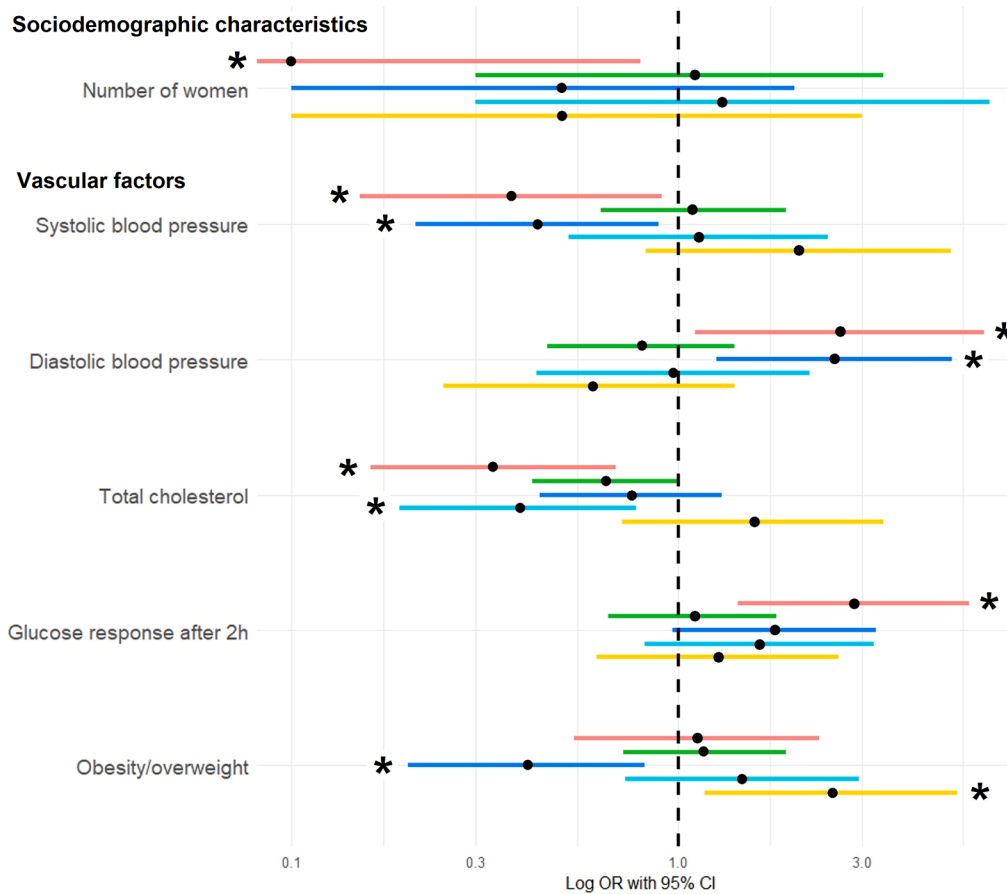 Sociodemographic characteristics
*
Number of women
Vascular factors
*
Systolic blood pressure
*
*
Diastolic blood pressure
*
*
Total cholesterol
*
*
Glucose response after 2h
Obesity/overweight
*
*
0.1 0.3 1.0 3.0
Log OR with 95% CI